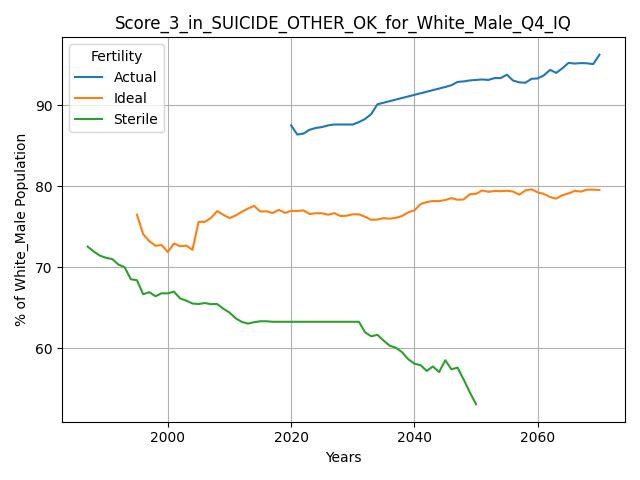 Score_3_in_SUICIDE_OTHER_OK_for_White_Male_Q4_IQ
Fertility
Actual
Ideal
Sterile
% of White_Male Population
90
80
70
60
2000
2020
2040
2060
Years